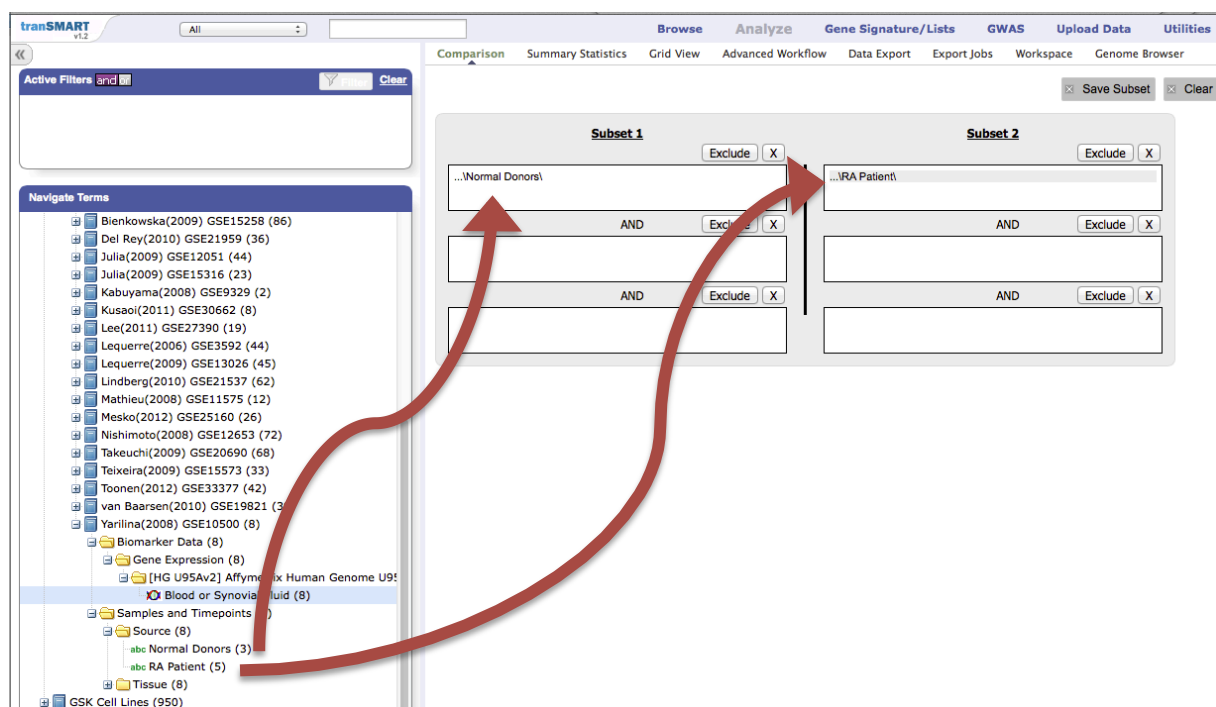 tranSMART
v1.2
All
Browse Analyze Gene Signature/Lists GWAS Upload Data Utilities
Comparison Summary Statistics Grid View Advanced Workflow Data Export Export Jobs Workspace Genome Browser
Active Filters and or Filter Clear
Save Subset Clear
Subset 1 Subset 2
Exclude X Exclude X
...\Normal Donors\ ...\RA Patient\
AND Exclude X AND Exclude X
AND Exclude X AND Exclude X
Navigate Terms
Bienkowska(2009) GSE15258 (86)
Del Rey(2010) GSE21959 (36)
Julia(2009) GSE12051 (44)
Julia(2009) GSE15316 (23)
Kabuyama(2008) GSE9329 (2)
Kusaoi(2011) GSE30662 (8)
Lee(2011) GSE27390 (19)
Lequerre(2006) GSE3592 (44)
Lequerre(2009) GSE13026 (45)
Lindberg(2010) GSE21537 (62)
Mathieu(2008) GSE11575 (12)
Mesko(2012) GSE25160 (26)
Nishimoto(2008) GSE12653 (72)
Takeuchi(2009) GSE20690 (68)
Teixeira(2009) GSE15573 (33)
Toonen(2012) GSE33377 (42)
van Baarsen(2010) GSE19821
Yarilina(2008) GSE10500 (8)
Biomarker Data (8)
Gene Expression (8)
[HG U95Av2] Affymetrix Human Genome U95
Blood or Synovial Fluid (8)
Samples and Timepoints
Source (8)
abc Normal Donors (3)
abc RA Patient (5)
Tissue (8)
GSK Cell Lines (950)